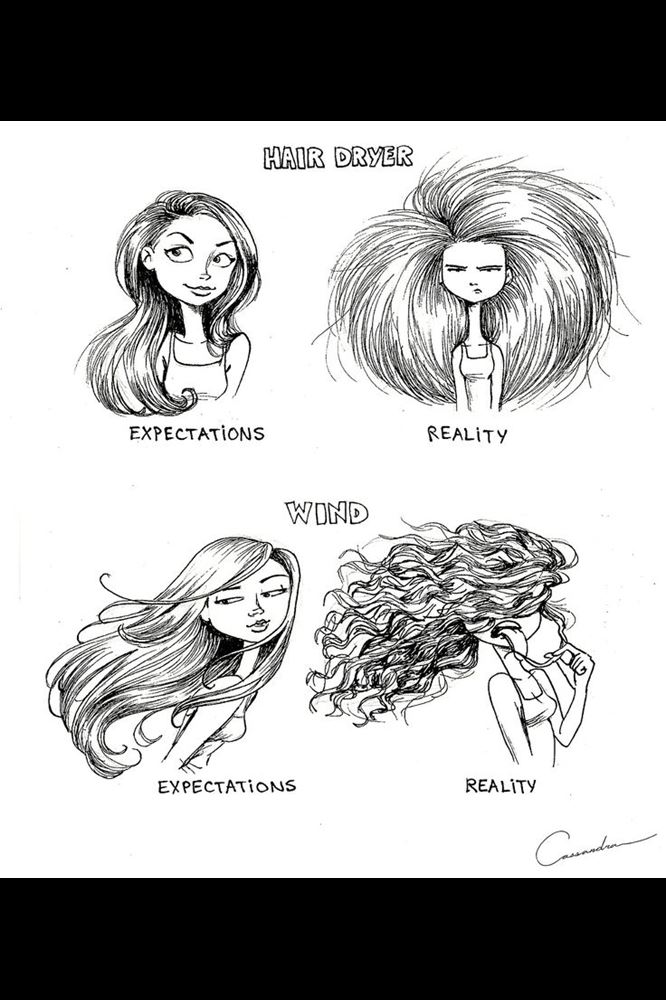 HAIR DRYER
EXPECTATIONS
REALITY
WIND
EXPECTATIONS
REALITY
Cassandra